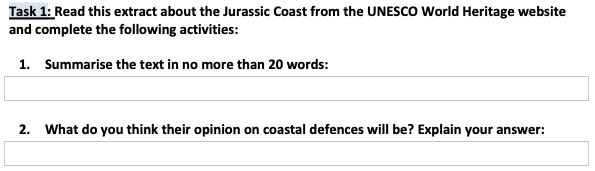 Task 1: Read this extract about the Jurassic Coast from the UNESCO World Heritage website
and complete the following activities:
1. Summarise the text in no more than 20 words:
2. What do you think their opinion on coastal defences will be? Explain your answer: